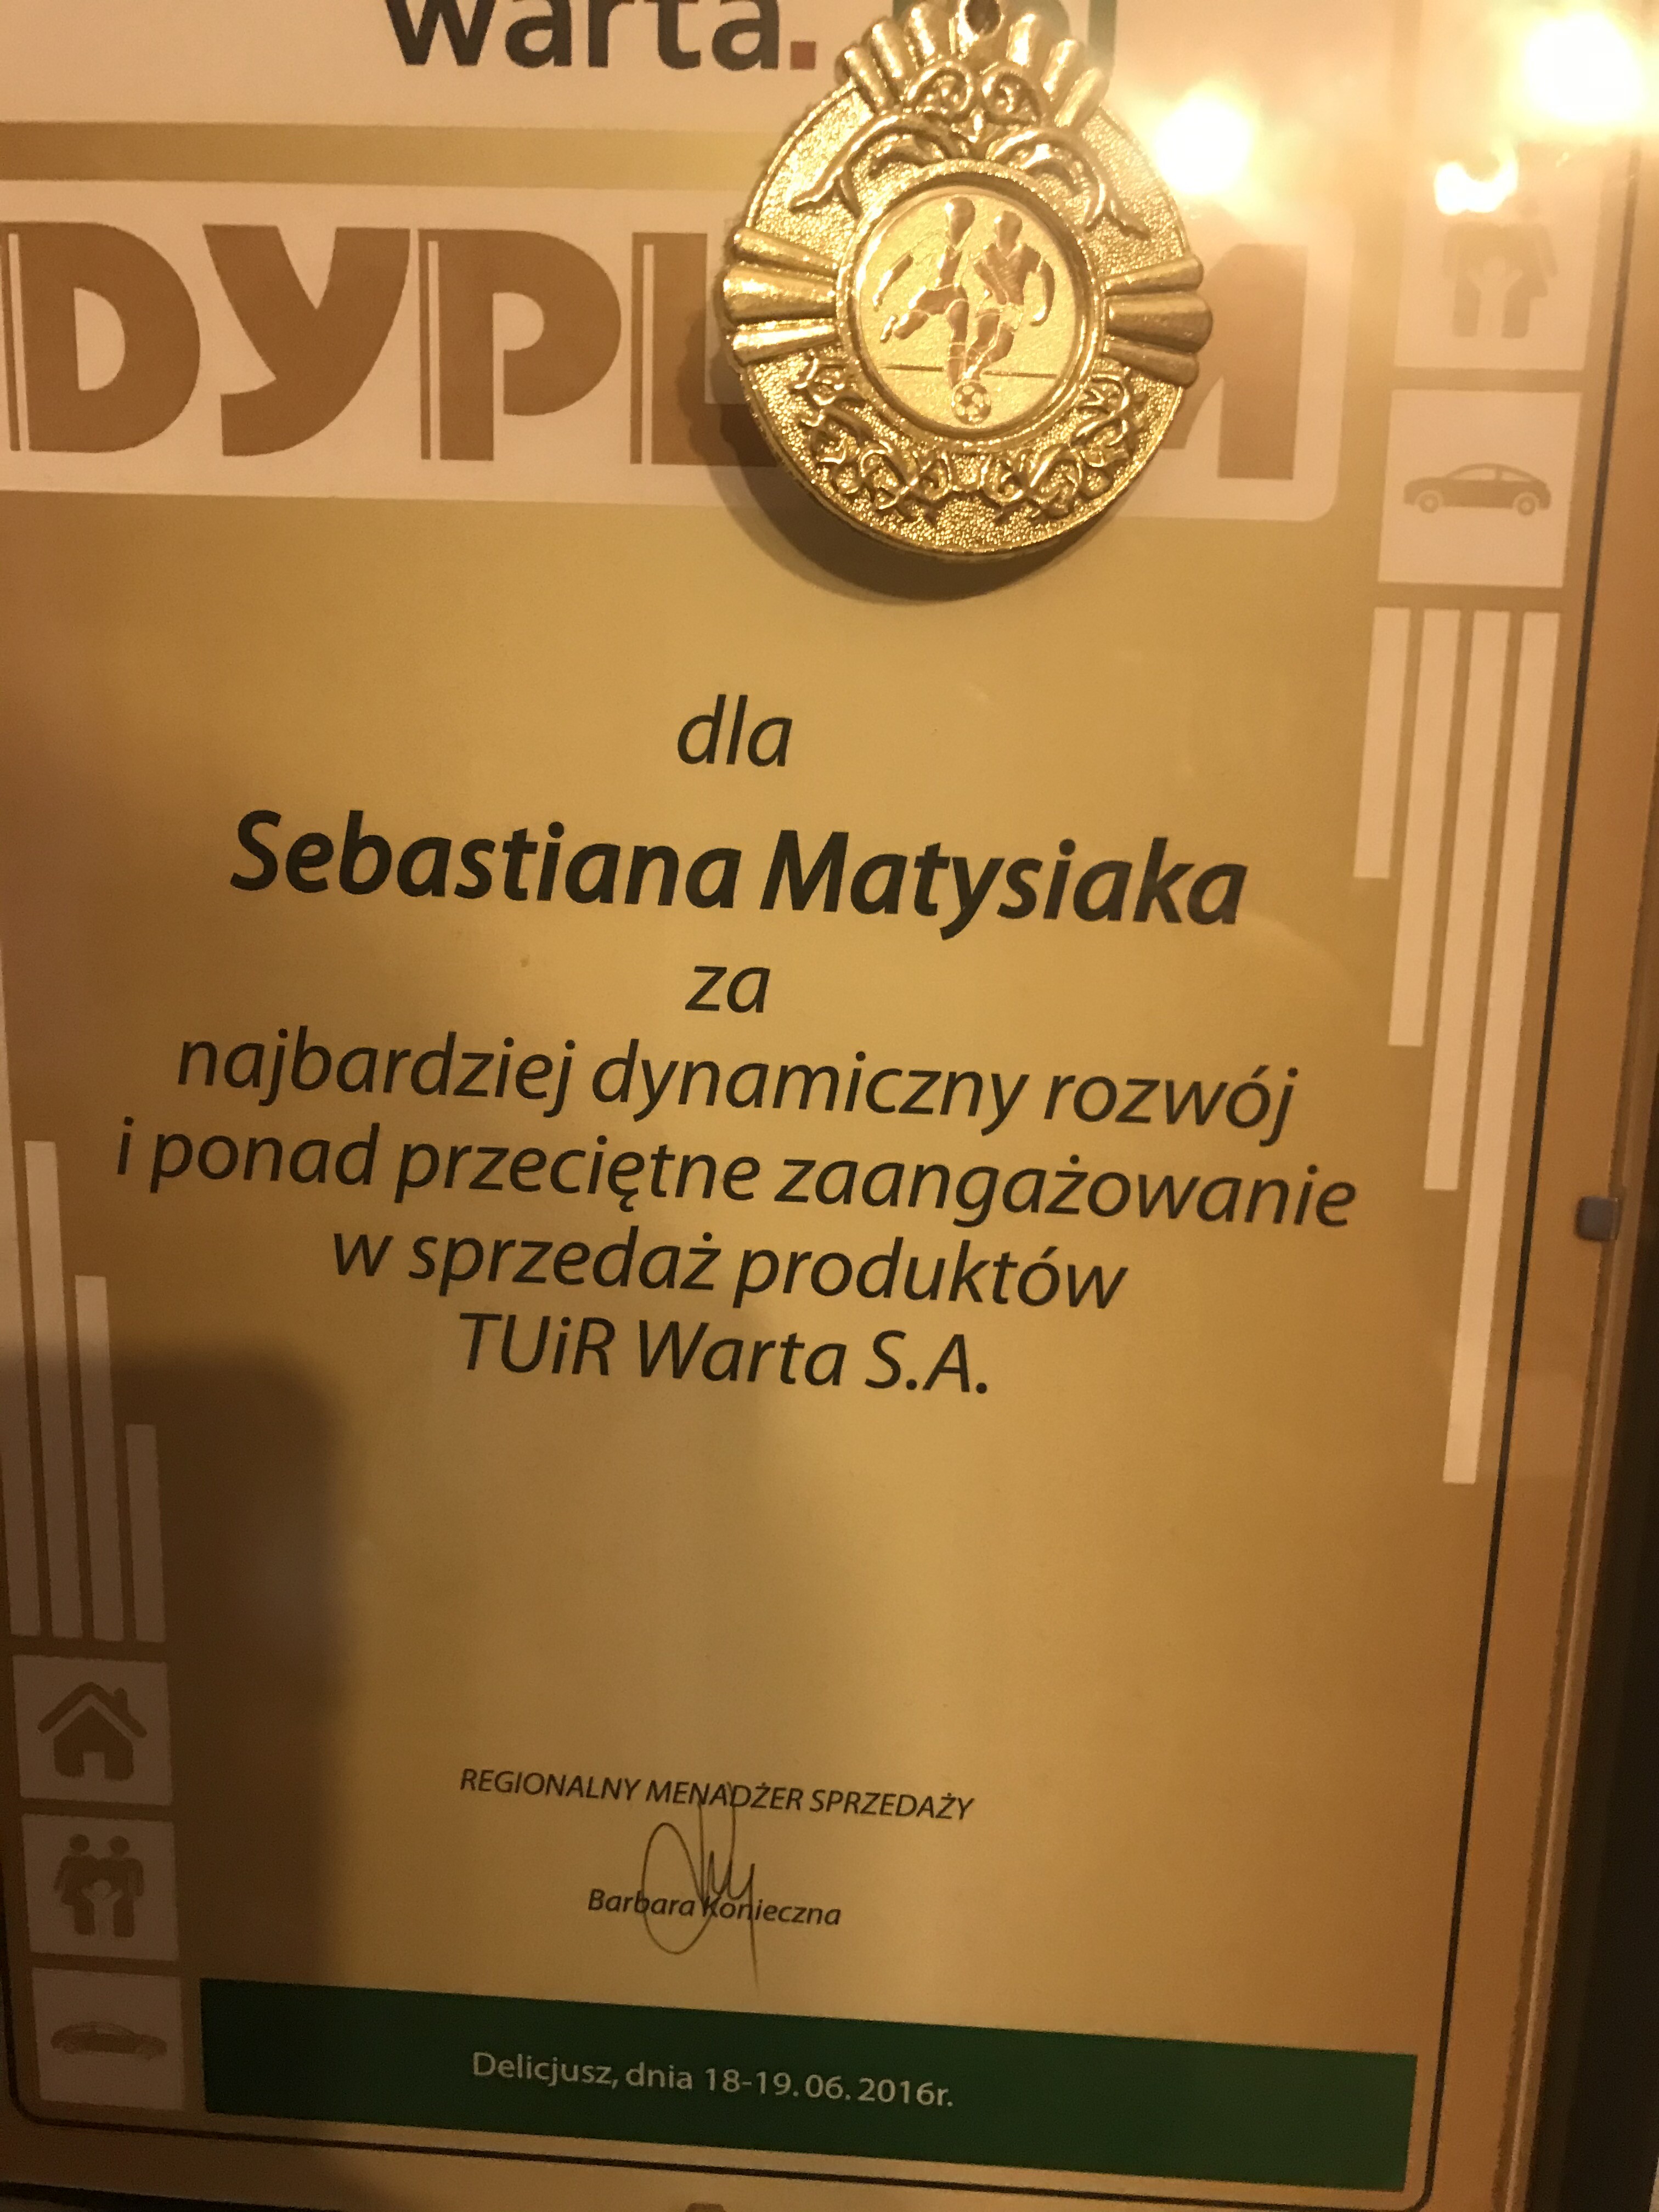 warta.
DYPLOM
dla
Sebastiana Matysiaka
za
najbardziej dynamiczny rozwój
i ponad przeciętne zaangażowanie
w sprzedaż produktów
TUiR Warta S.A.
REGIONALNY MENADŻER SPRZEDAŻY
Barbara Konieczna
Delicjusz, dnia 18-19.06.2016r.